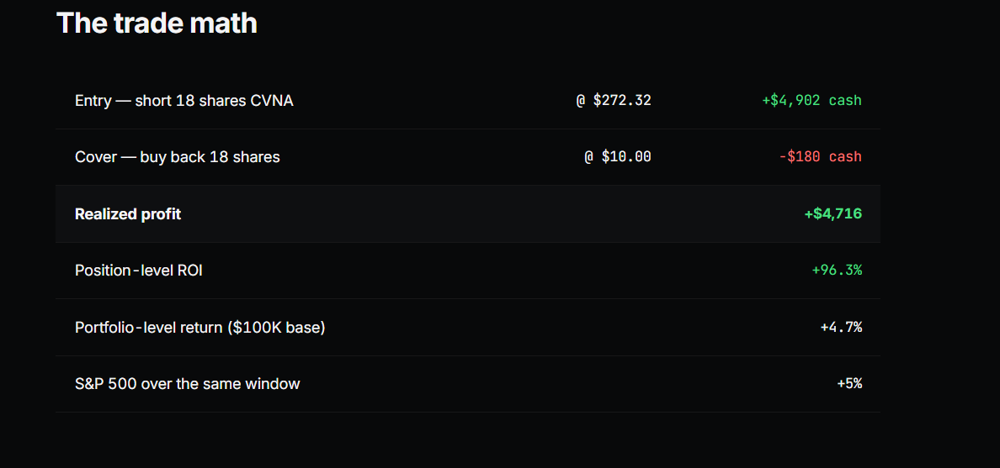 The trade math
Entry — short 18 shares CVNA @ $272.32 +$4,902 cash
Cover — buy back 18 shares @ $10.00 -$180 cash
Realized profit +$4,716
Position-level ROI +96.3%
Portfolio-level return ($100K base) +4.7%
S&P 500 over the same window +5%